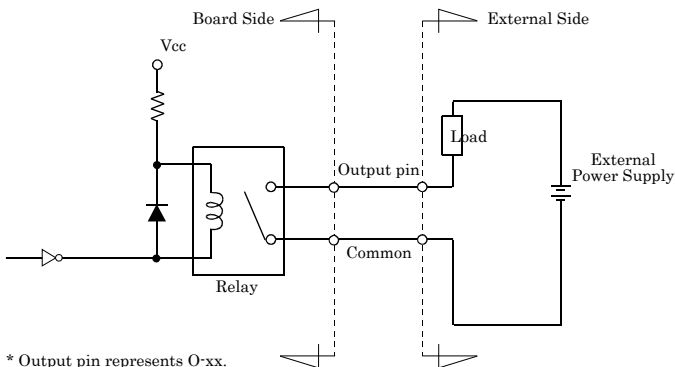 Board Side
External Side
Vcc
Load
Output pin
External
Power Supply
Common
Relay
* Output pin represents O-xx.